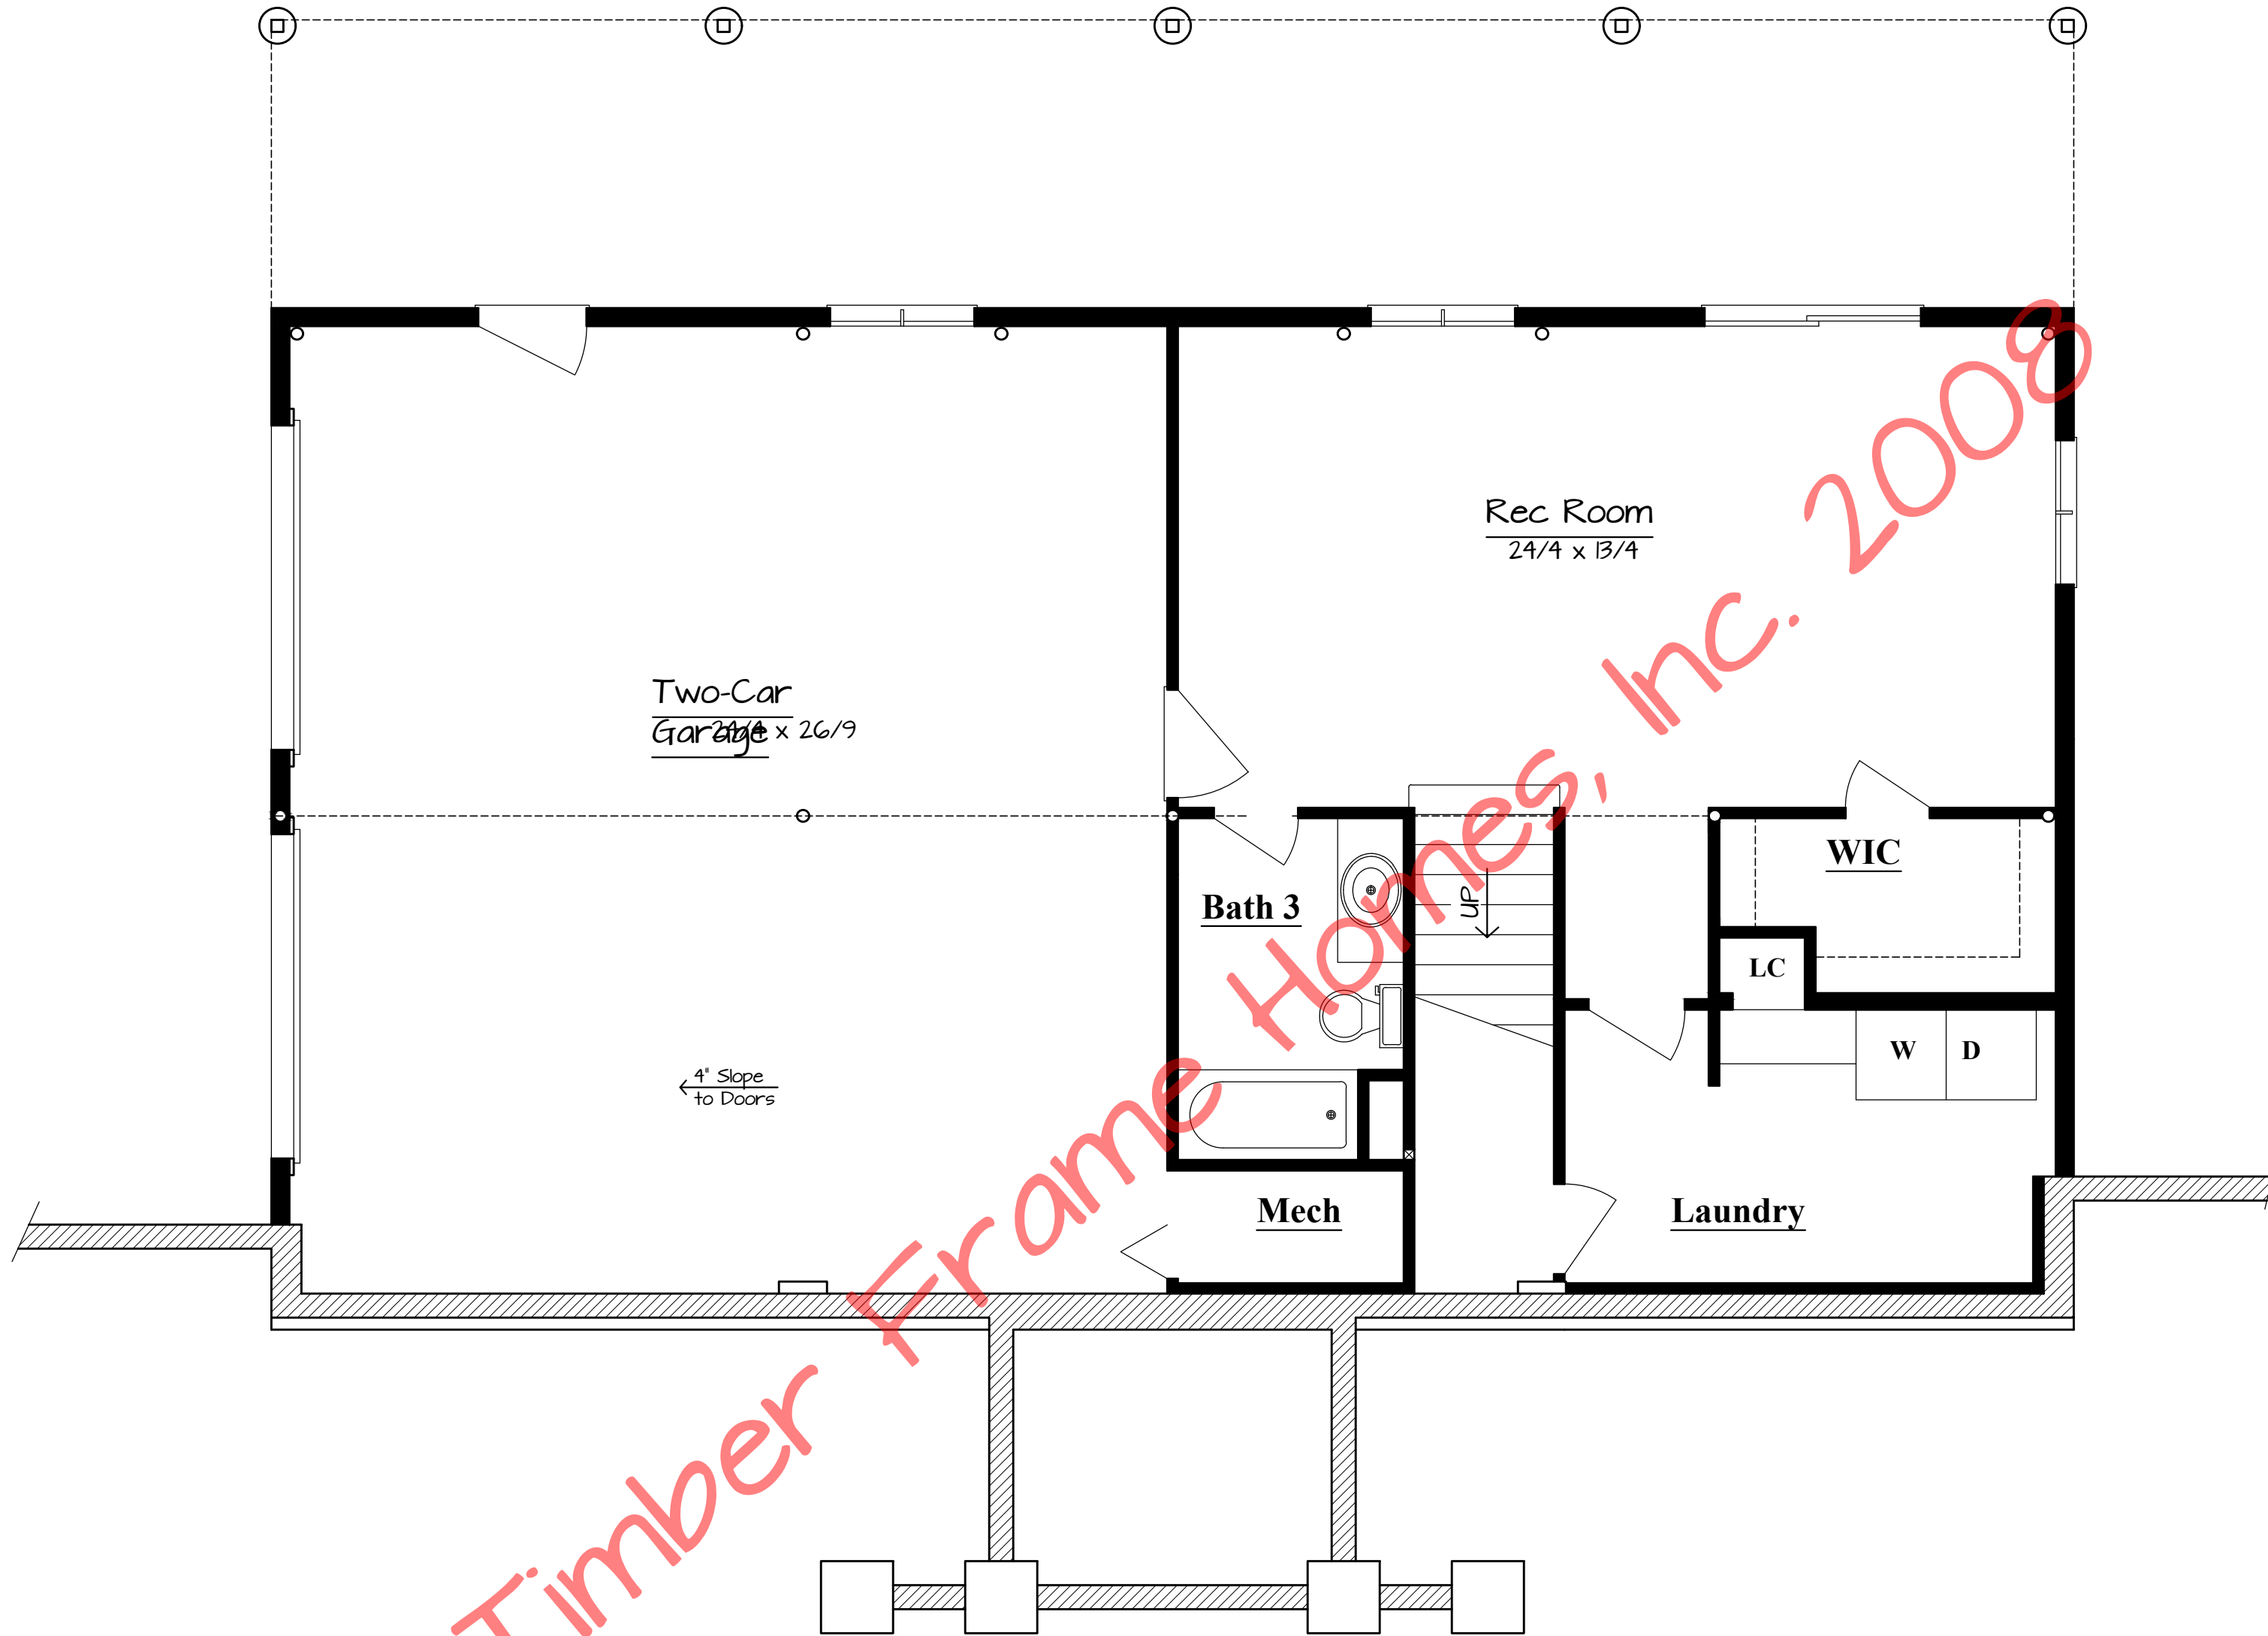 Rec Room
24/4 x 13/4
Two-Car
Garage
x 26/9
WIC
Bath 3
UP
LC
W D
4" Slope
to Doors
Mech
Laundry
Timber Frame Homes, Inc. 2008